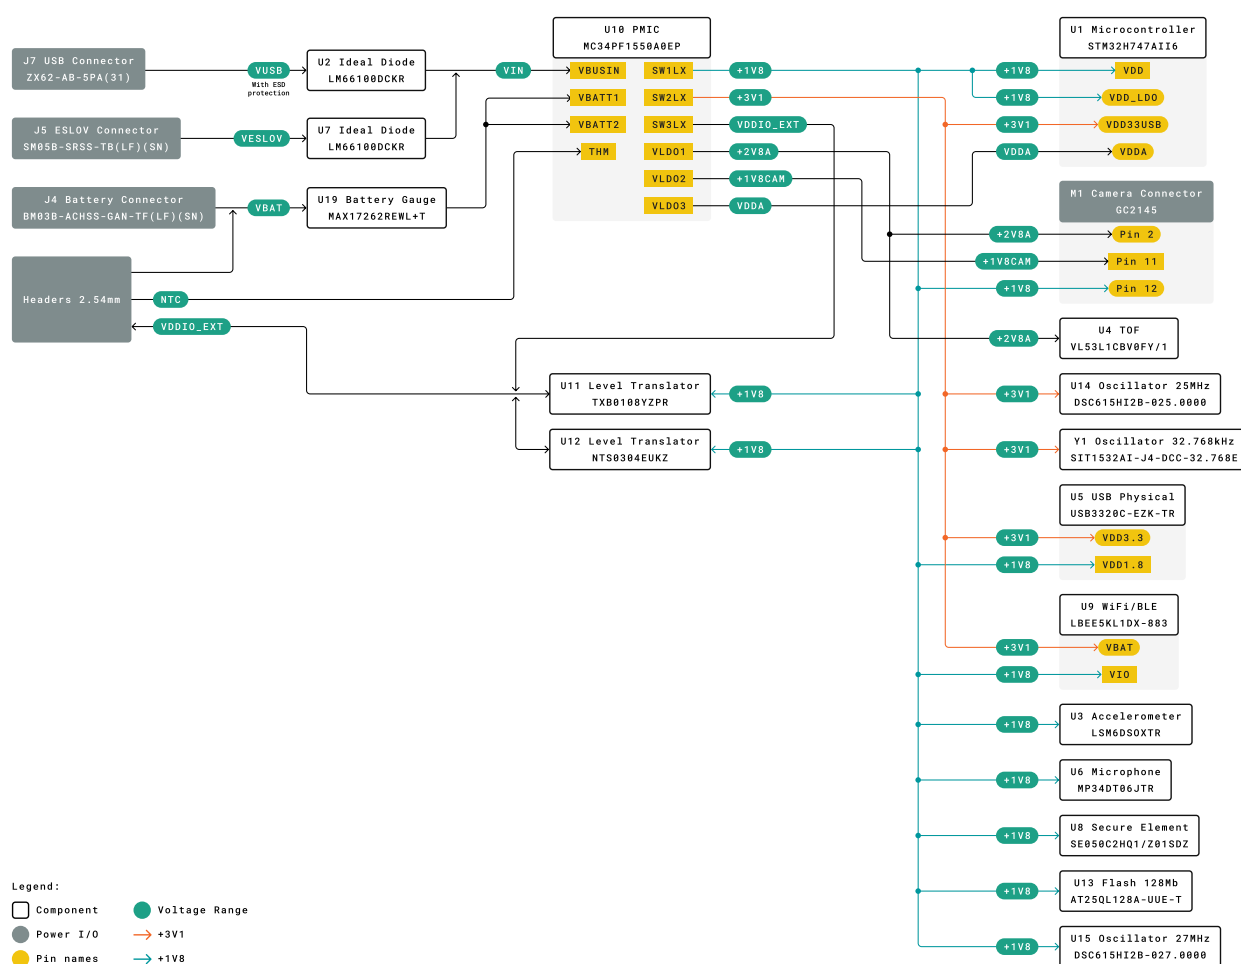 J7 USB Connector
ZX62-AB-5PA(31)
VUSB
With ESD
protection
U2 Ideal Diode
LM66100DCKR
VIN
J5 ESLOV Connector
SM05B-SRSS-TB(LF)(SN)
VESLOV
U7 Ideal Diode
LM66100DCKR
J4 Battery Connector
BM03B-ACHSS-GAN-TF(LF)(SN)
VBAT
U19 Battery Gauge
MAX17262REWL+T
Headers 2.54mm
NTC
VDDIO_EXT
U10 PMIC
MC34PF1550A0EP
VBUSIN
VBATT1
VBATT2
THM
SW1LX
SW2LX
SW3LX
VLDO1
VLDO2
VLDO3
+1V8
+3V1
VDDIO_EXT
+2V8A
+1V8CAM
VDDA
U11 Level Translator
TXB0108YZPR
+1V8
U12 Level Translator
NTS0304EUKZ
+1V8
U1 Microcontroller
STM32H747AII6
+1V8
VDD
+1V8
VDD_LDO
+3V1
VDD33USB
VDDA
VDDA
M1 Camera Connector
GC2145
+2V8A
Pin 2
+1V8CAM
Pin 11
+1V8
Pin 12
+2V8A
U4 TOF
VL53L1CBV0FY/1
+3V1
U14 Oscillator 25MHz
DSC615HI2B-025.0000
+3V1
Y1 Oscillator 32.768kHz
SIT1532AI-J4-DCC-32.768E
U5 USB Physical
USB3320C-EZK-TR
+3V1
VDD3.3
+1V8
VDD1.8
U9 WiFi/BLE
LBEE5KL1DX-883
+3V1
VBAT
+1V8
VIO
+1V8
U3 Accelerometer
LSM6DSOXTR
+1V8
U6 Microphone
MP34DT06JTR
+1V8
U8 Secure Element
SE050C2HQ1/Z01SDZ
+1V8
U13 Flash 128Mb
AT25QL128A-UUE-T
+1V8
U15 Oscillator 27MHz
DSC615HI2B-027.0000
Legend:
Component
Voltage Range
Power I/O
+3V1
Pin names
+1V8